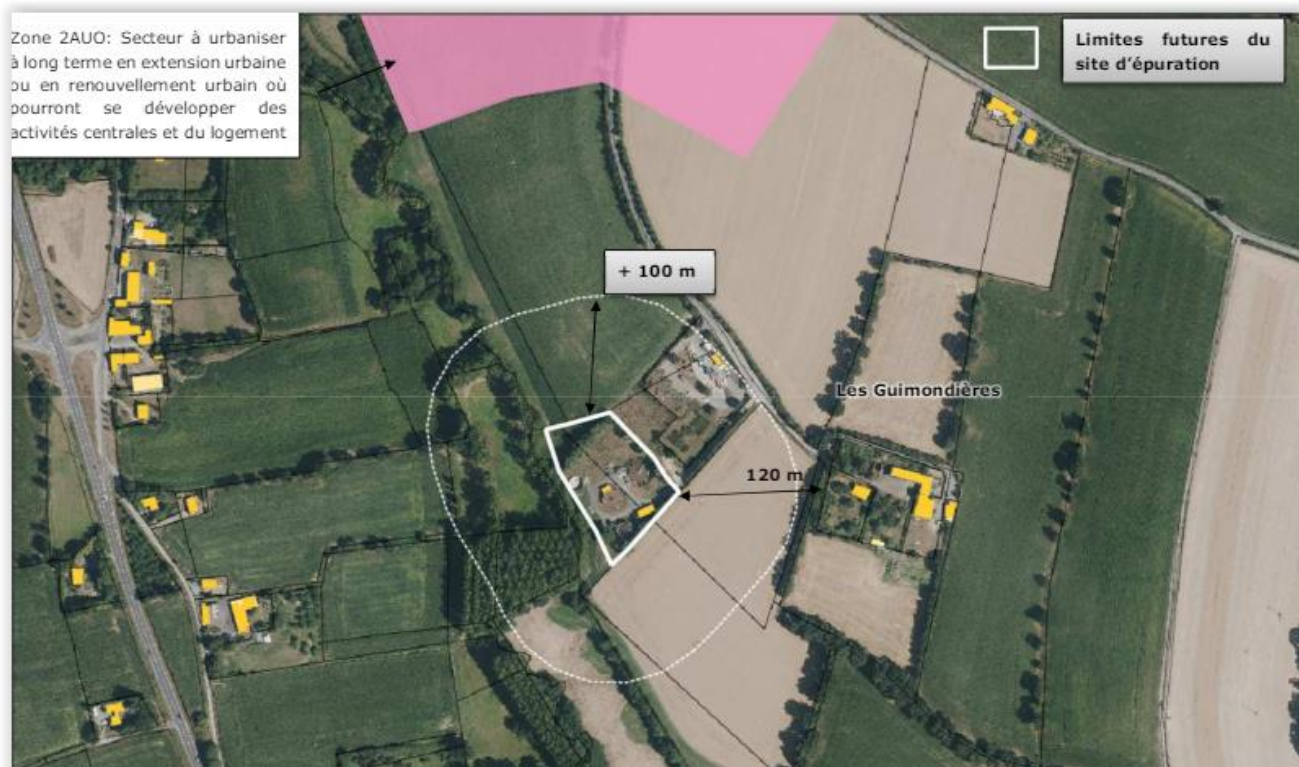 Zone 2AUO: Secteur à urbaniser
à long terme en extension urbaine
ou en renouvellement urbain où
pourront se développer des
activités centrales et du logement
Limites futures du
site d'épuration
+ 100 m
Les Guimondières
120 m